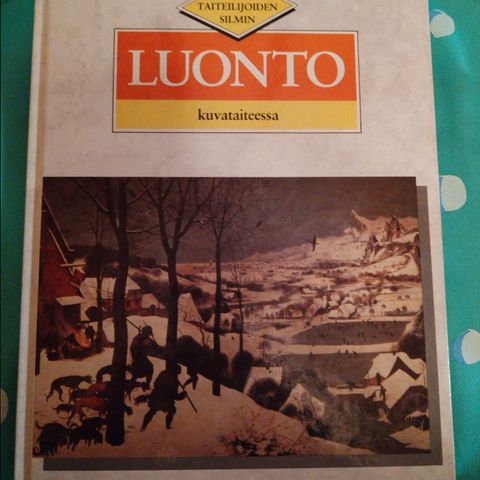 TAITEILIJOIDEN
SILMIN
LUONTO
kuvataiteessa